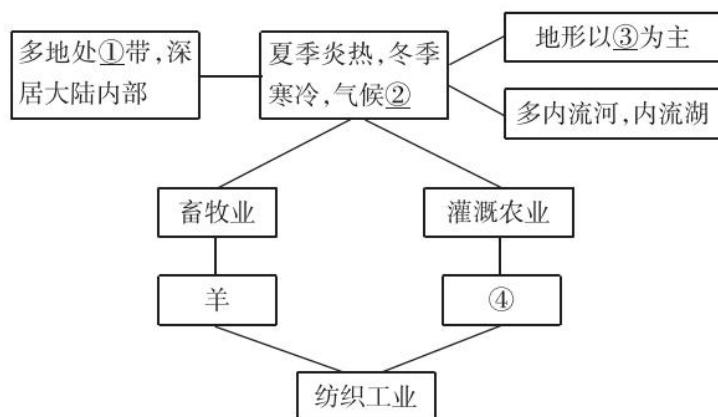 多地处①带,深
居大陆内部
夏季炎热,冬季
寒冷,气候②
地形以③为主
多内流河,内流湖
畜牧业
灌溉农业
羊
④
纺织工业